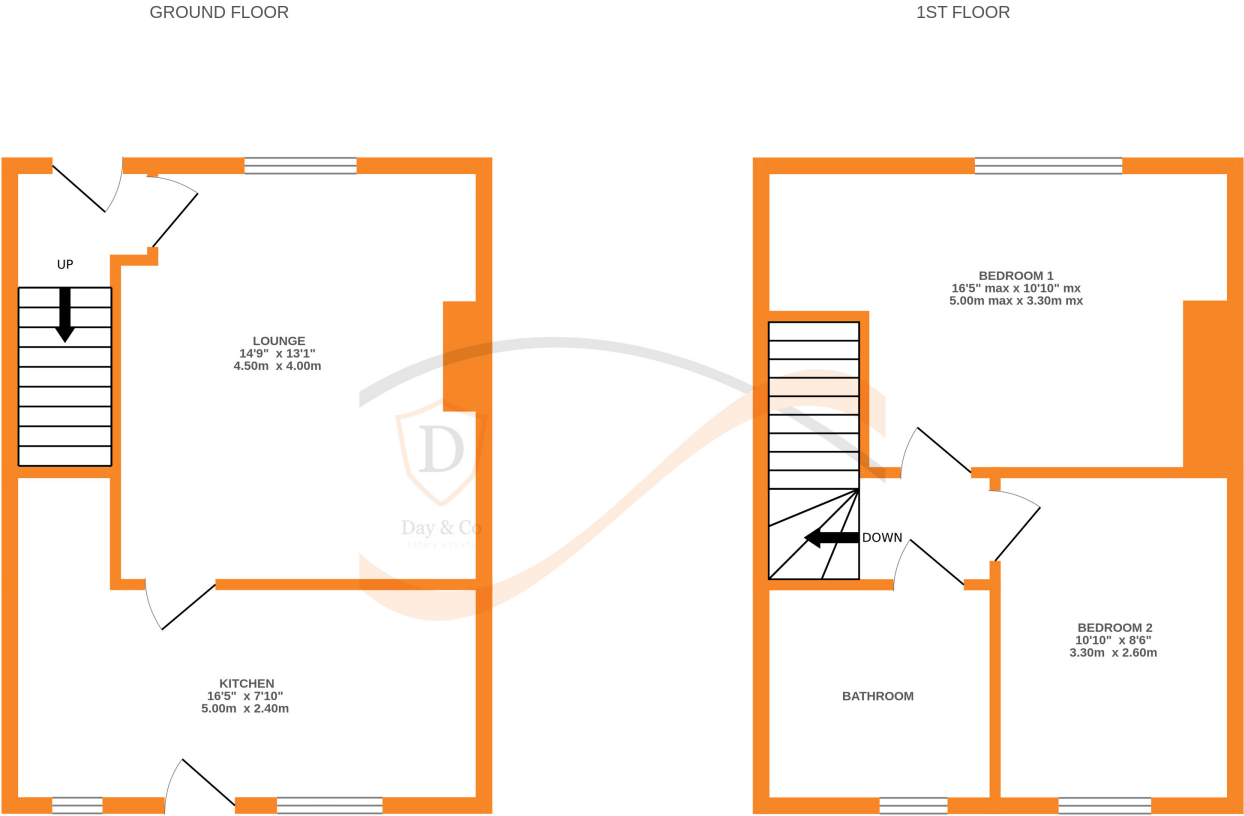 GROUND FLOOR
1ST FLOOR
UP
LOUNGE
14'9" x 13'1"
4.50m x 4.00m
KITCHEN
16'5" x 7'10"
5.00m x 2.40m
D
Day & Co
ESTATE AGENTS
BEDROOM 1
16'5" max x 10'10" mx
5.00m max x 3.30m mx
DOWN
BEDROOM 2
10'10" x 8'6"
3.30m x 2.60m
BATHROOM